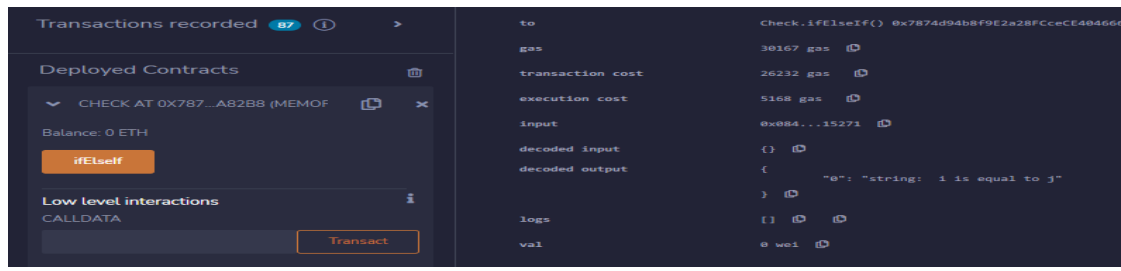 Transactions recorded 87 i >
Deployed Contracts
CHECK AT 0X787...A82B8 (MEMOR
Balance: 0 ETH
ifElseIf
Low level interactions
CALLDATA
Transact
to Check.ifElseIf()
gas 30167 gas
transaction cost 26232 gas
execution cost 5168 gas
input 0x084...15271
decoded input {}
decoded output {
"0": "string: i is equal to j"
}
logs []
val 0 wei